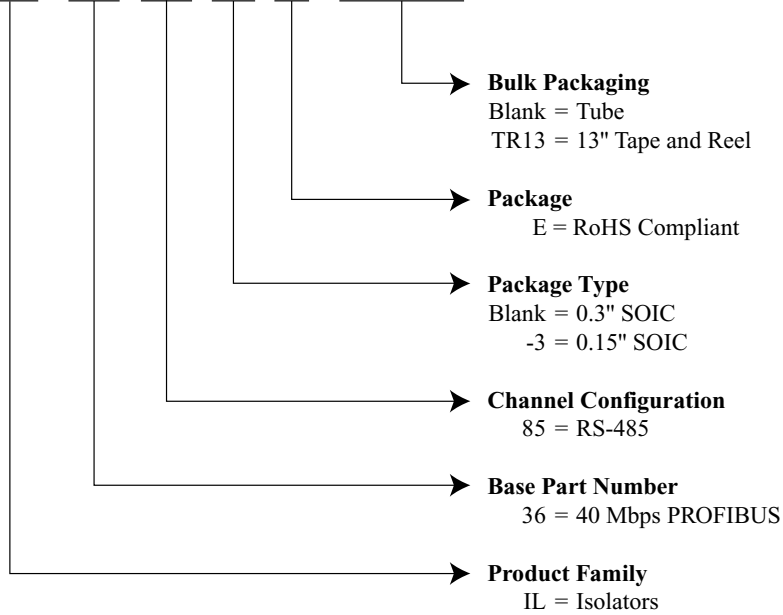 Bulk Packaging
Blank = Tube
TR13 = 13" Tape and Reel
Package
E = RoHS Compliant
Package Type
Blank = 0.3" SOIC
-3 = 0.15" SOIC
Channel Configuration
85 = RS-485
Base Part Number
36 = 40 Mbps PROFIBUS
Product Family
IL = Isolators